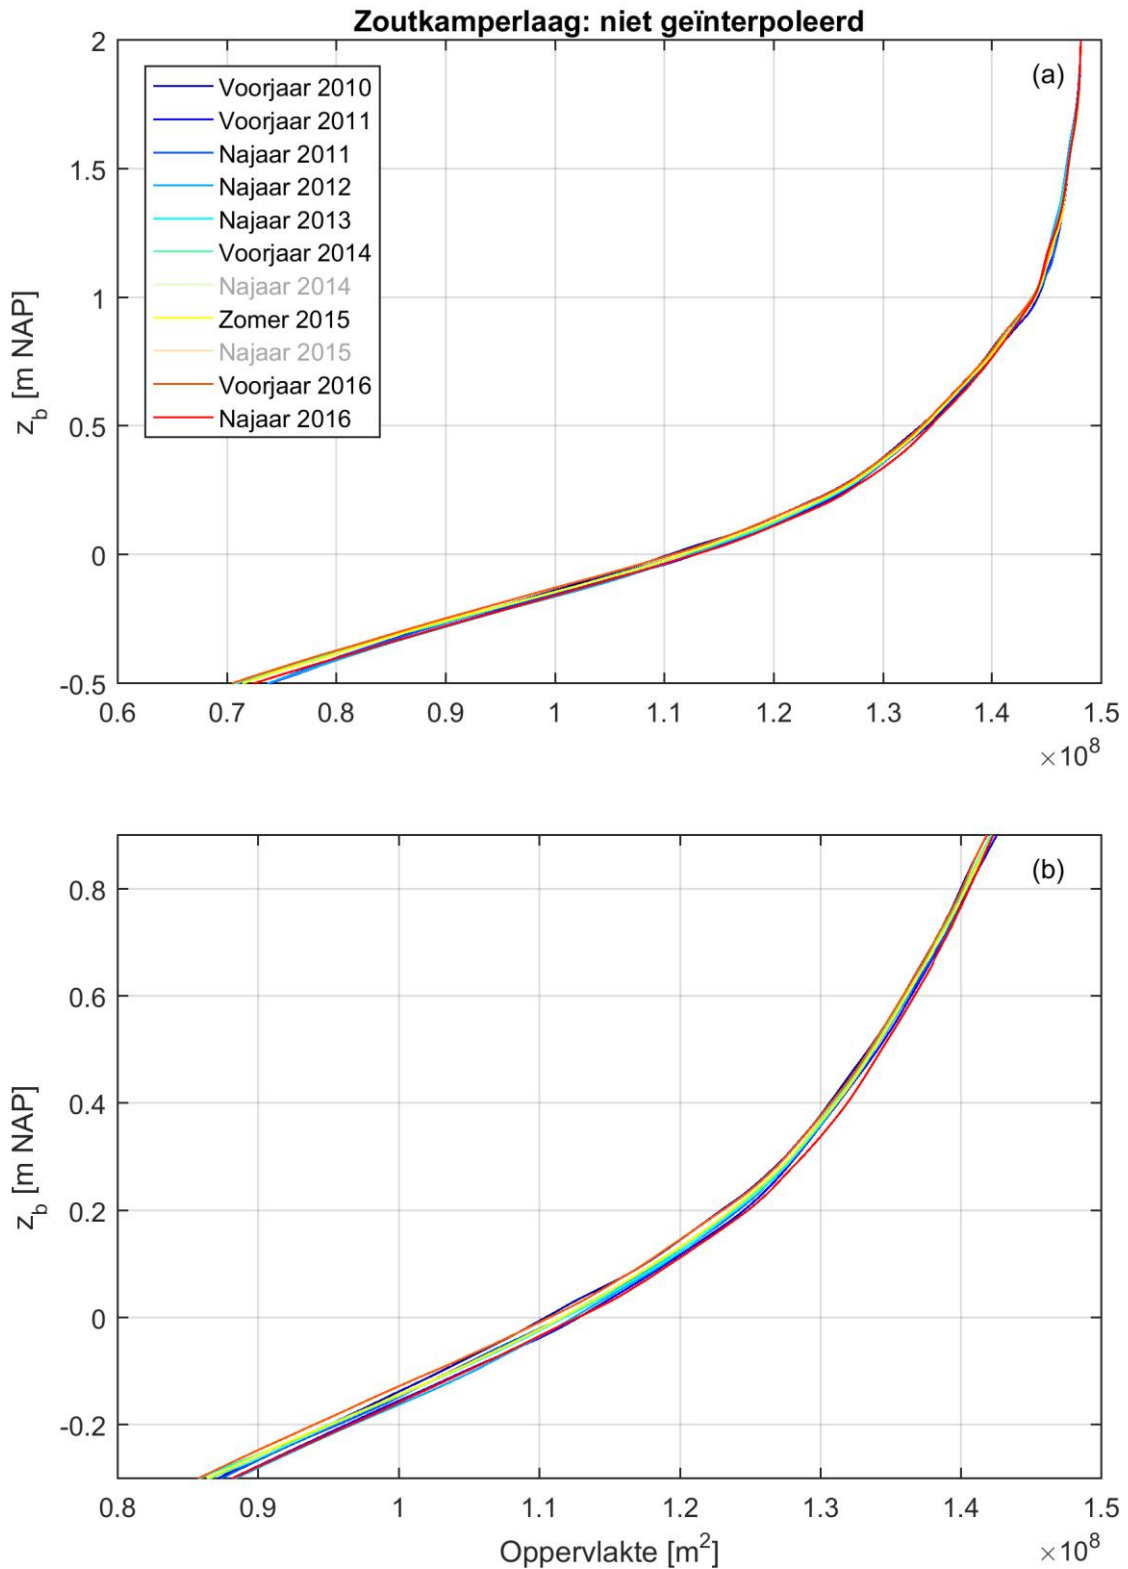 Zoutkamperlaag: niet geïnterpoleerd
(a)
Voorjaar 2010
Voorjaar 2011
Najaar 2011
Najaar 2012
Najaar 2013
Voorjaar 2014
Najaar 2014
Zomer 2015
Najaar 2015
Voorjaar 2016
Najaar 2016
z_b [m NAP]
2
1.5
1
0.5
0
-0.5
0.6 0.7 0.8 0.9 1 1.1 1.2 1.3 1.4 1.5
×10^8
(b)
z_b [m NAP]
0.8
0.6
0.4
0.2
0
-0.2
0.8 0.9 1 1.1 1.2 1.3 1.4 1.5
Oppervlakte [m²]
×10^8